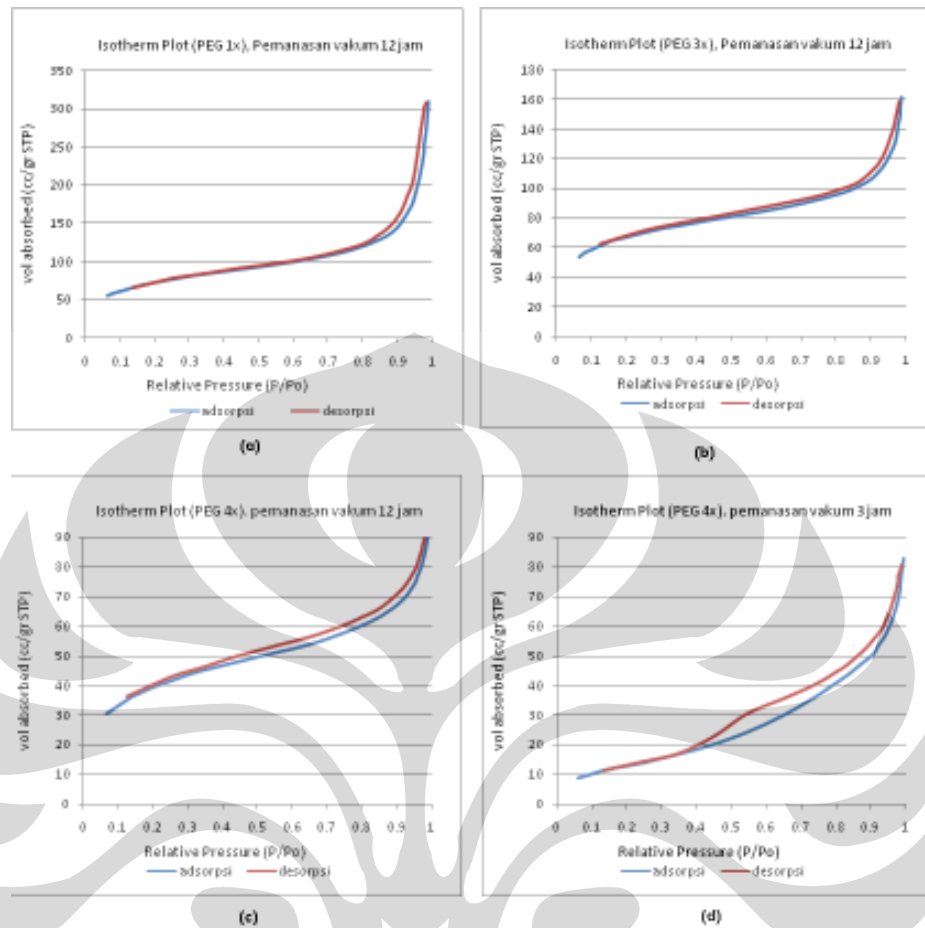 Isotherm Plot (PEG 1x), Pemanasan vakum 12 jam
vol absorbed (cc/gr STP)
350
300
250
200
150
100
50
0
0 0.1 0.2 0.3 0.4 0.5 0.6 0.7 0.8 0.9 1
Relative Pressure (P/Po)
adsorpsi desorpsi
(a)
Isotherm Plot (PEG 3x), Pemanasan vakum 12 jam
vol absorbed (cc/gr STP)
180
160
140
120
100
80
60
40
20
0
0 0.1 0.2 0.3 0.4 0.5 0.6 0.7 0.8 0.9 1
Relative Pressure (P/Po)
adsorpsi desorpsi
(b)
Isotherm Plot (PEG 4x). pemanasan vakum 12 jam
vol absorbed (cc/gr STP)
90
80
70
60
50
40
30
20
10
0
0 0.1 0.2 0.3 0.4 0.5 0.6 0.7 0.8 0.9 1
Relative Pressure (P/Po)
adsorpsi desorpsi
(c)
Isotherm Plot (PEG 4x). pemanasan vakum 3 jam
vol absorbed (cc/gr STP)
90
80
70
60
50
40
30
20
10
0
0 0.1 0.2 0.3 0.4 0.5 0.6 0.7 0.8 0.9 1
Relative Pressure (P/Po)
adsorpsi desorpsi
(d)